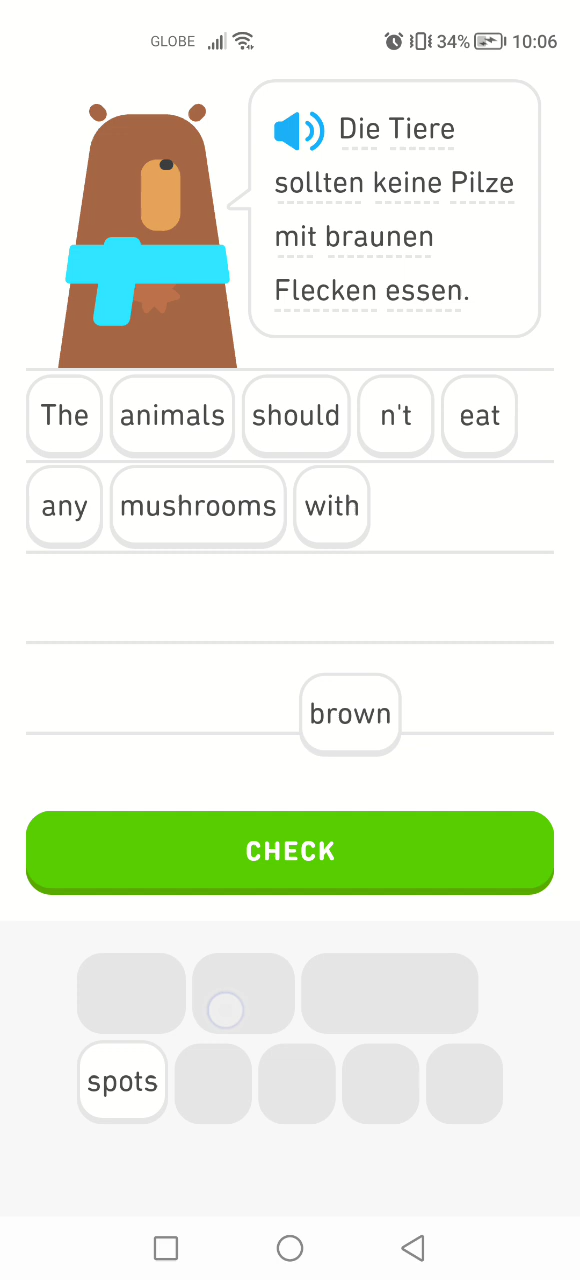 GLOBE 34% 10:06
Die Tiere
sollten keine Pilze
mit braunen
Flecken essen.
The animals should n't eat
any mushrooms with
brown
CHECK
spots